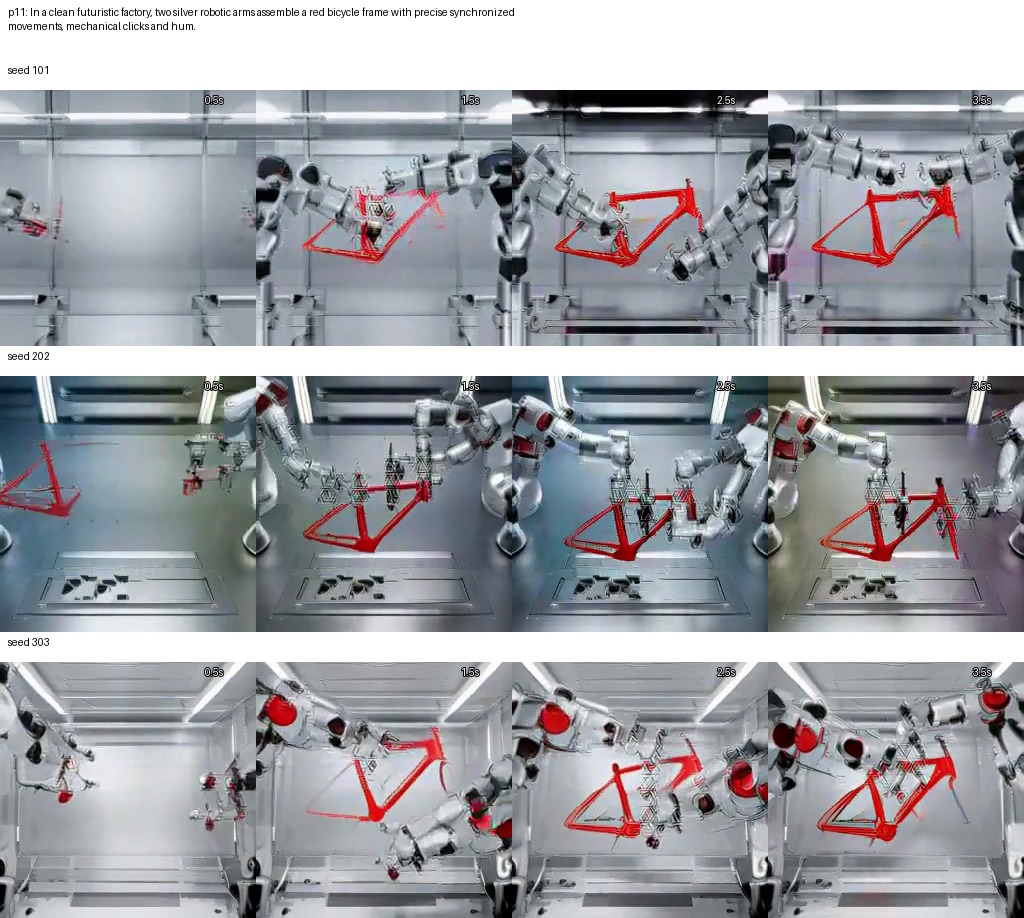 p11: In a clean futuristic factory, two silver robotic arms assemble a red bicycle frame with precise synchronized
movements, mechanical clicks and hum.
seed 101
0.5s 1.5s 2.5s 3.5s
seed 202
0.5s 1.5s 2.5s 3.5s
seed 303
0.5s 1.5s 2.5s 3.5s